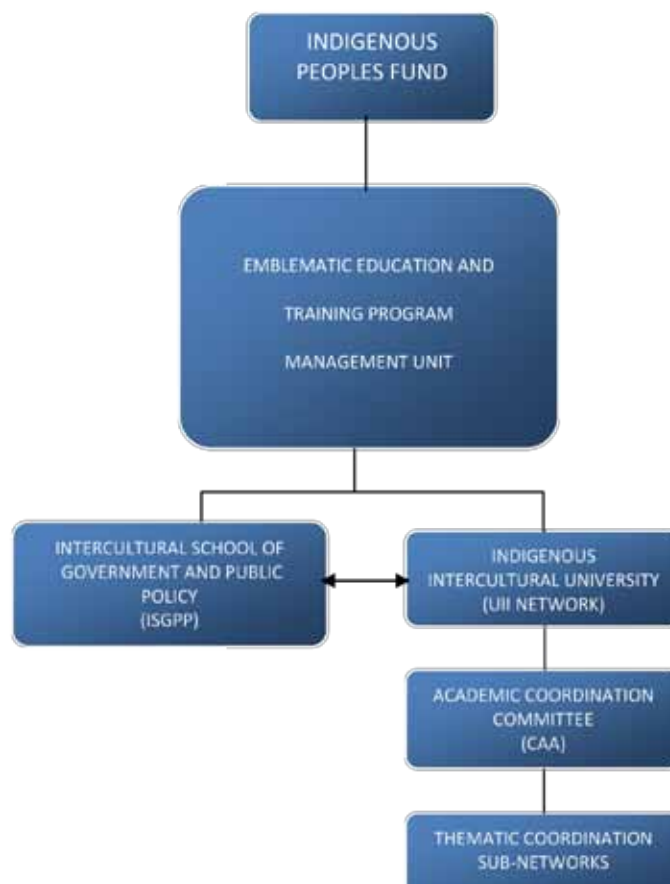 INDIGENOUS
PEOPLES FUND
EMBLEMATIC EDUCATION AND
TRAINING PROGRAM
MANAGEMENT UNIT
INTERCULTURAL SCHOOL OF
GOVERNMENT AND PUBLIC
POLICY
(ISGPP)
INDIGENOUS
INTERCULTURAL UNIVERSITY
(UII NETWORK)
ACADEMIC COORDINATION
COMMITTEE
(CAA)
THEMATIC COORDINATION
SUB-NETWORKS